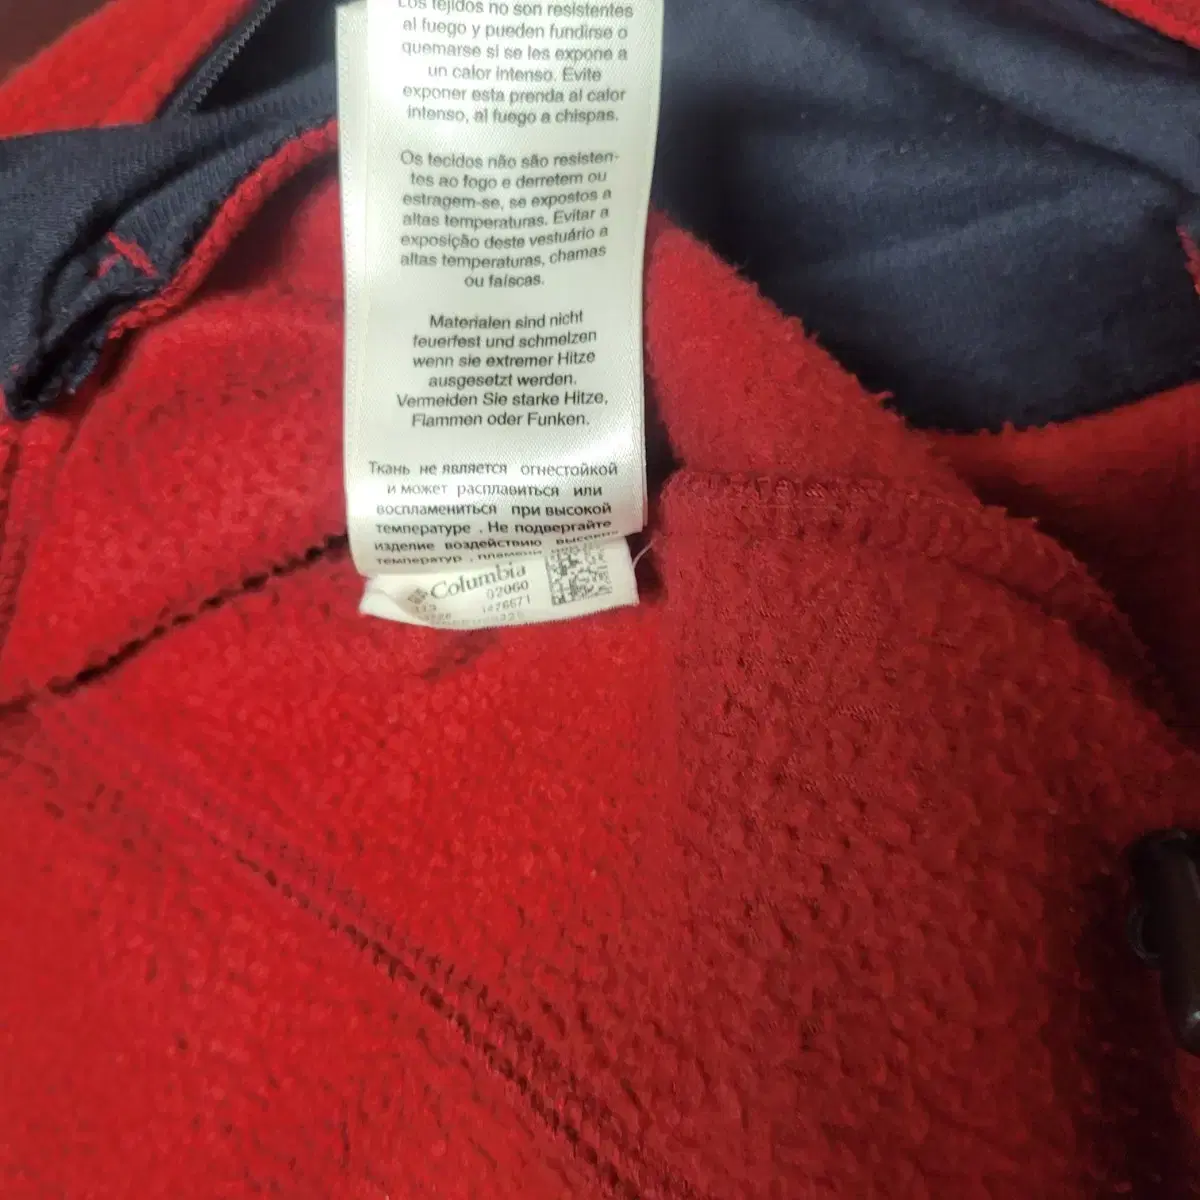 Los tejidos no son resistentes
al fuego y pueden fundirse o
quemarse si se les expone a
un calor intenso. Evite
exponer esta prenda al calor
intenso, al fuego a chispas.
Os tecidos não são resisten-
tes ao fogo e derretem ou
estragem-se, se expostos a
altas temperaturas. Evitar a
exposição deste vestuário a
altas temperaturas, chamas
ou faíscas.
Materialen sind nicht
feuerfest und schmelzen
wenn sie extremer Hitze
ausgesetzt werden.
Vermeiden Sie starke Hitze,
Flammen oder Funken.
Ткань не является огнестойкой
и может расплавиться или
воспламениться при высокой
температуре . Не подвергайте
изделие воздействию высоких
температур , пламени
Columbia
02060
113 1476671